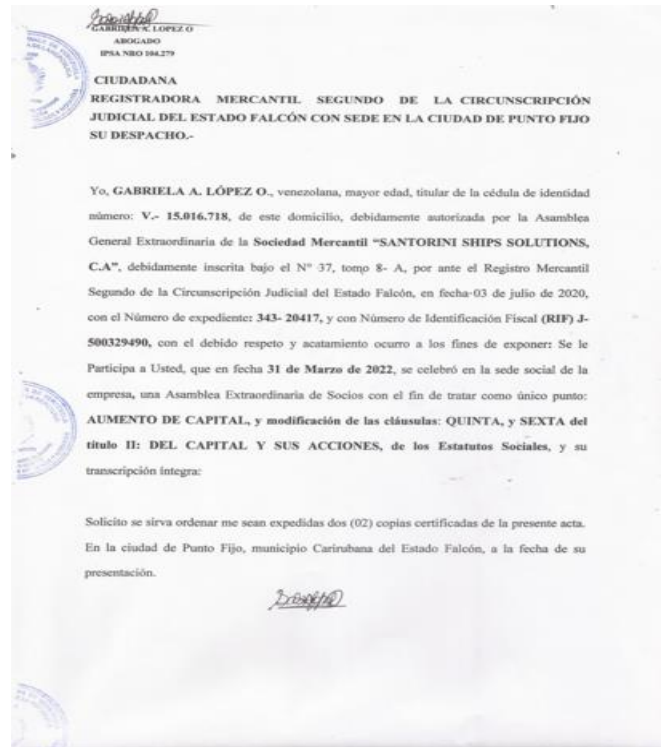 GABRIELA A. LOPEZ O
ABOGADO
IPSA NRO 104.279
CIUDADANA
REGISTRADORA MERCANTIL SEGUNDO DE LA CIRCUNSCRIPCIÓN
JUDICIAL DEL ESTADO FALCÓN CON SEDE EN LA CIUDAD DE PUNTO FIJO
SU DESPACHO.-
Yo, GABRIELA A. LÓPEZ O., venezolana, mayor edad, titular de la cédula de identidad
número: V.- 15.016.718, de este domicilio, debidamente autorizada por la Asamblea
General Extraordinaria de la Sociedad Mercantil “SANTORINI SHIPS SOLUTIONS,
C.A”, debidamente inscrita bajo el N° 37, tomo 8- A, por ante el Registro Mercantil
Segundo de la Circunscripción Judicial del Estado Falcón, en fecha 03 de julio de 2020,
con el Número de expediente: 343- 20417, y con Número de Identificación Fiscal (RIF) J-
500329490, con el debido respeto y acatamiento ocurro a los fines de exponer: Se le
Participa a Usted, que en fecha 31 de Marzo de 2022, se celebró en la sede social de la
empresa, una Asamblea Extraordinaria de Socios con el fin de tratar como único punto:
AUMENTO DE CAPITAL, y modificación de las cláusulas: QUINTA, y SEXTA del
titulo II: DEL CAPITAL Y SUS ACCIONES, de los Estatutos Sociales, y su
transcripción íntegra:
Solicito se sirva ordenar me sean expedidas dos (02) copias certificadas de la presente acta.
En la ciudad de Punto Fijo, municipio Carirubana del Estado Falcón, a la fecha de su
presentación.